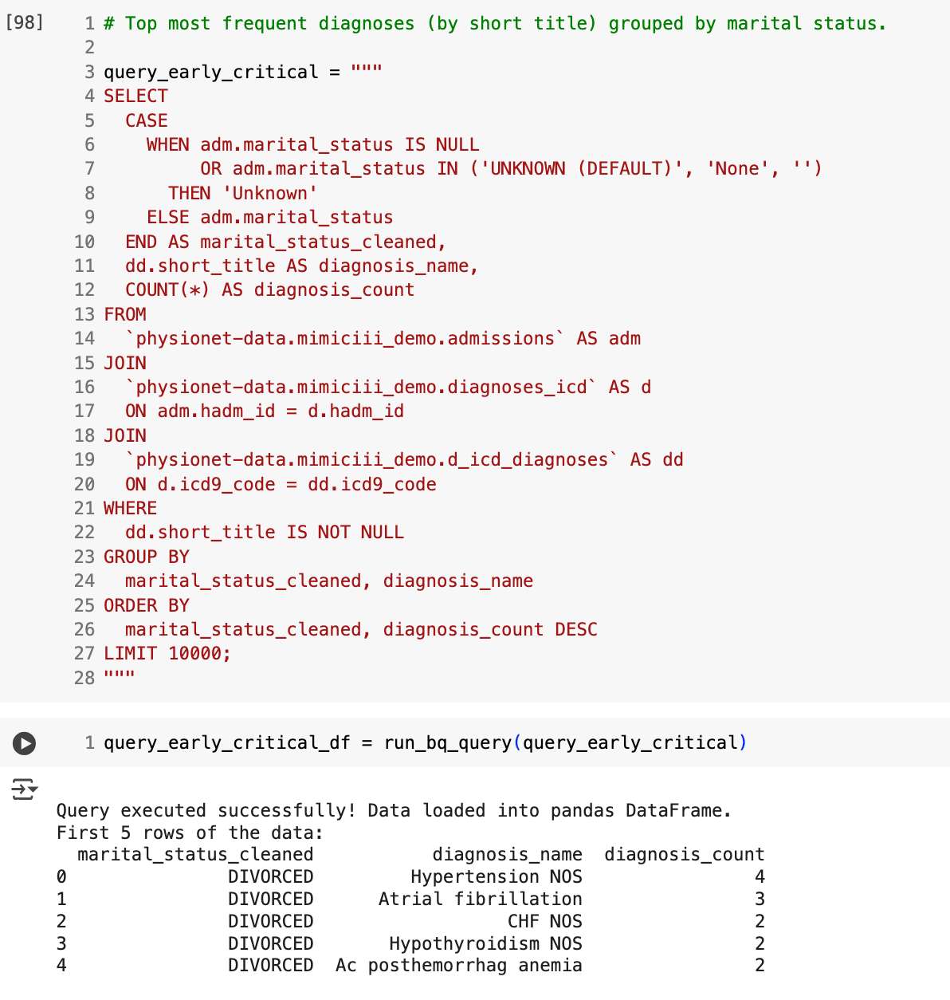 [98] 1 # Top most frequent diagnoses (by short title) grouped by marital status.
2
3 query_early_critical = """
4 SELECT
5   CASE
6     WHEN adm.marital_status IS NULL
7          OR adm.marital_status IN ('UNKNOWN (DEFAULT)', 'None', '')
8       THEN 'Unknown'
9     ELSE adm.marital_status
10   END AS marital_status_cleaned,
11   dd.short_title AS diagnosis_name,
12   COUNT(*) AS diagnosis_count
13 FROM
14   `physionet-data.mimiciii_demo.admissions` AS adm
15 JOIN
16   `physionet-data.mimiciii_demo.diagnoses_icd` AS d
17   ON adm.hadm_id = d.hadm_id
18 JOIN
19   `physionet-data.mimiciii_demo.d_icd_diagnoses` AS dd
20   ON d.icd9_code = dd.icd9_code
21 WHERE
22   dd.short_title IS NOT NULL
23 GROUP BY
24   marital_status_cleaned, diagnosis_name
25 ORDER BY
26   marital_status_cleaned, diagnosis_count DESC
27 LIMIT 10000;
28 """
1 query_early_critical_df = run_bq_query(query_early_critical)
Query executed successfully! Data loaded into pandas DataFrame.
First 5 rows of the data:
  marital_status_cleaned           diagnosis_name  diagnosis_count
0               DIVORCED         Hypertension NOS                4
1               DIVORCED      Atrial fibrillation                3
2               DIVORCED                  CHF NOS                2
3               DIVORCED       Hypothyroidism NOS                2
4               DIVORCED  Ac posthemorrhag anemia                2